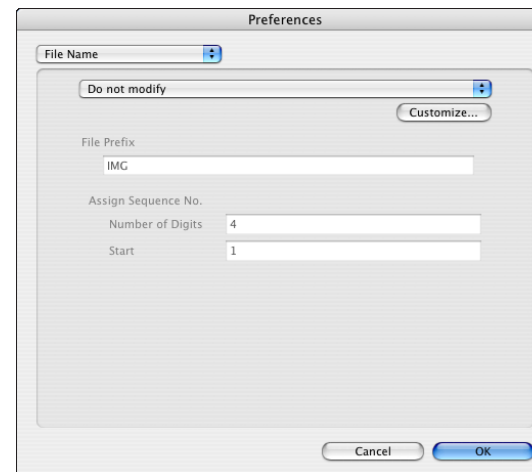 Preferences
File Name
Do not modify
Customize...
File Prefix
IMG
Assign Sequence No.
Number of Digits 4
Start 1
Cancel OK